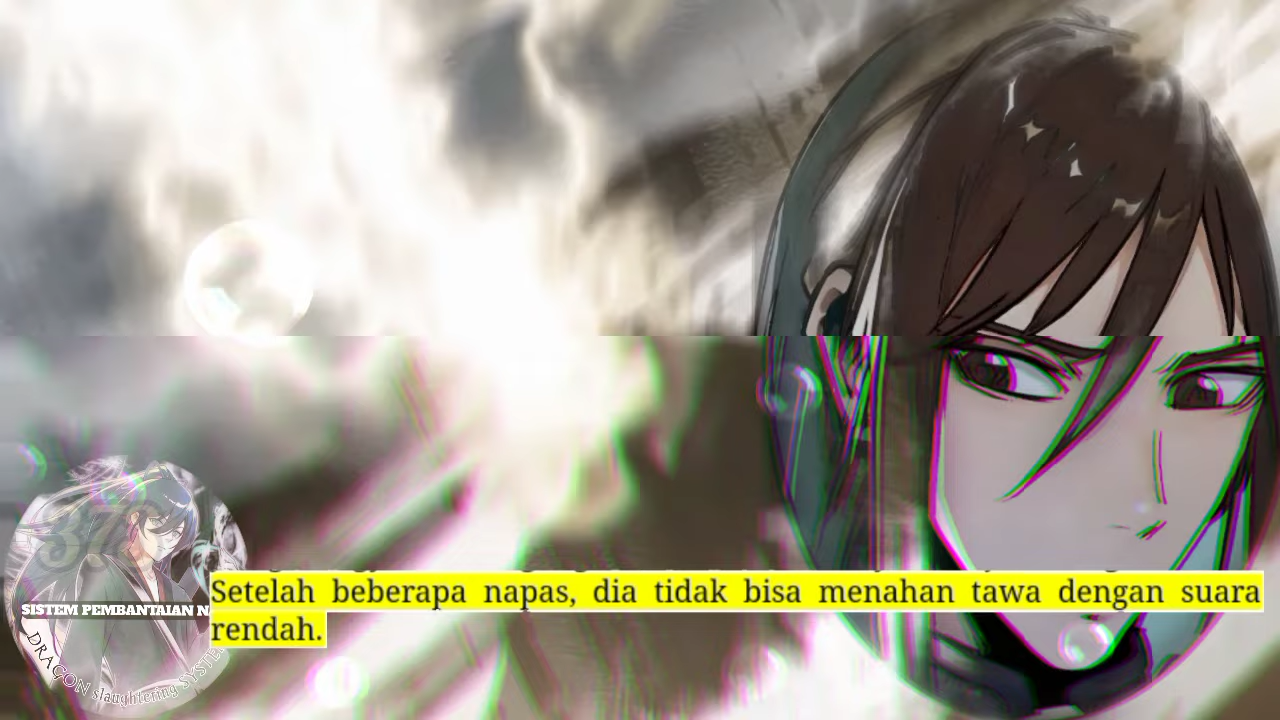 SISTEM PEMBANTAIAN N
DRAGON slaughtering SYSTE
Setelah beberapa napas, dia tidak bisa menahan tawa dengan suara
rendah.